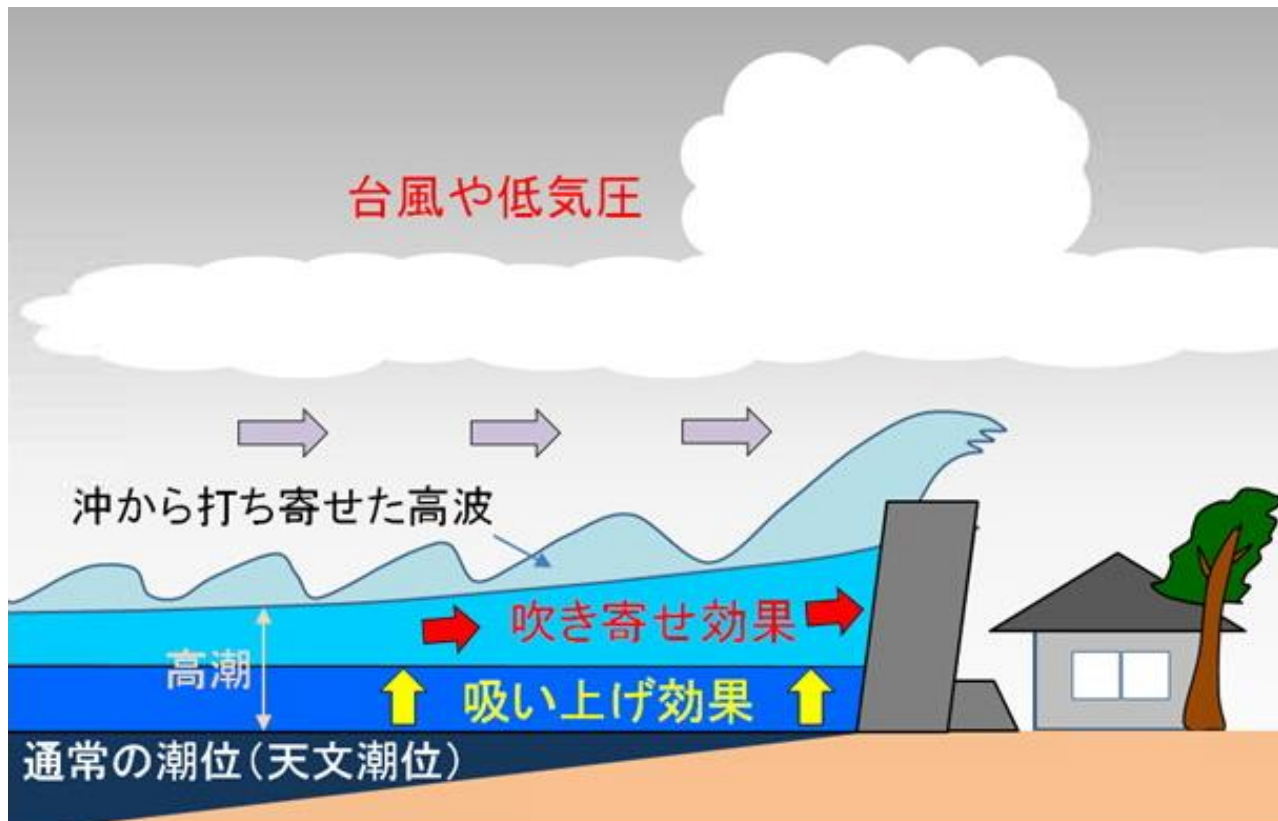 台風や低気圧
沖から打ち寄せた高波
吹き寄せ効果
高潮
吸い上げ効果
通常の潮位(天文潮位)